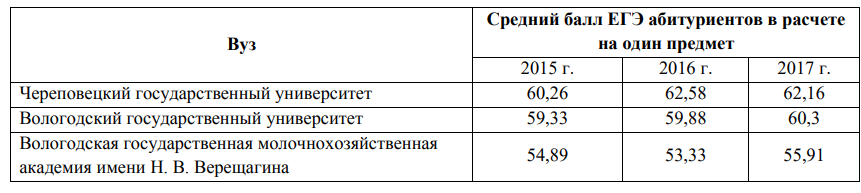 Вуз
Средний балл ЕГЭ абитуриентов в расчете
на один предмет
2015 г. 2016 г. 2017 г.
Череповецкий государственный университет 60,26 62,58 62,16
Вологодский государственный университет 59,33 59,88 60,3
Вологодская государственная молочнохозяйственная
академия имени Н. В. Верещагина 54,89 53,33 55,91